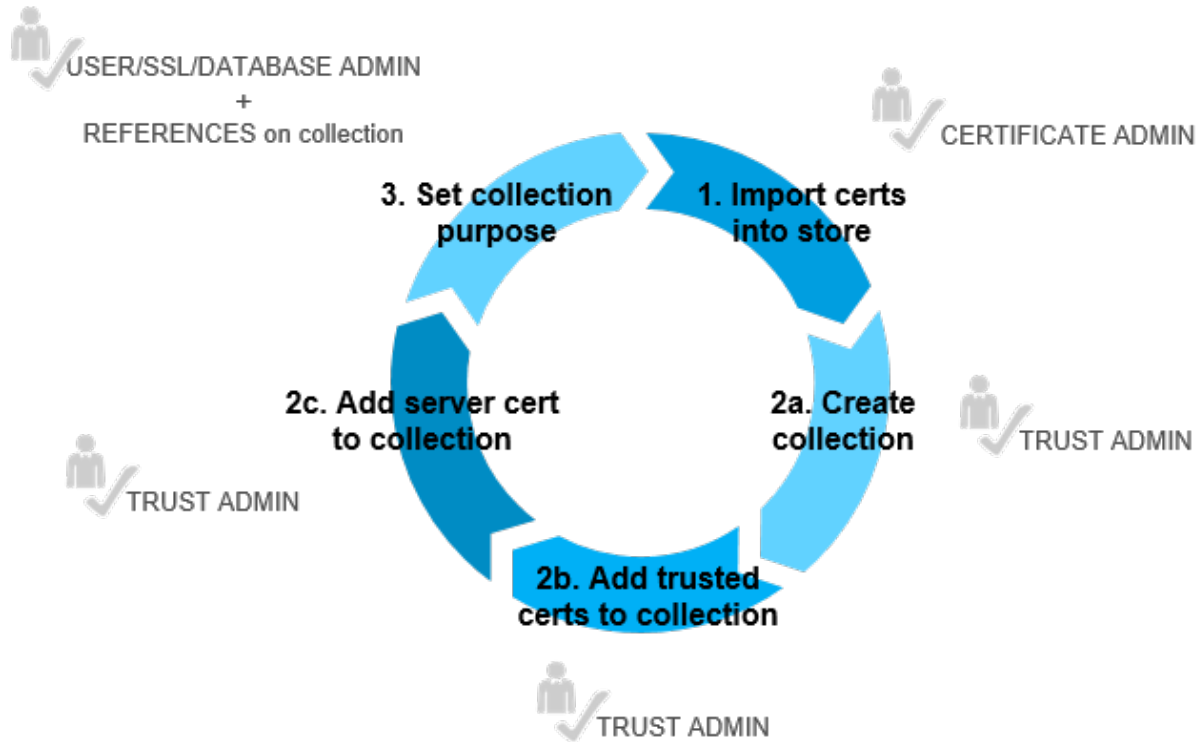 USER/SSL/DATABASE ADMIN
+
REFERENCES on collection
CERTIFICATE ADMIN
3. Set collection
purpose
1. Import certs
into store
2c. Add server cert
to collection
2a. Create
collection
TRUST ADMIN
TRUST ADMIN
2b. Add trusted
certs to collection
TRUST ADMIN